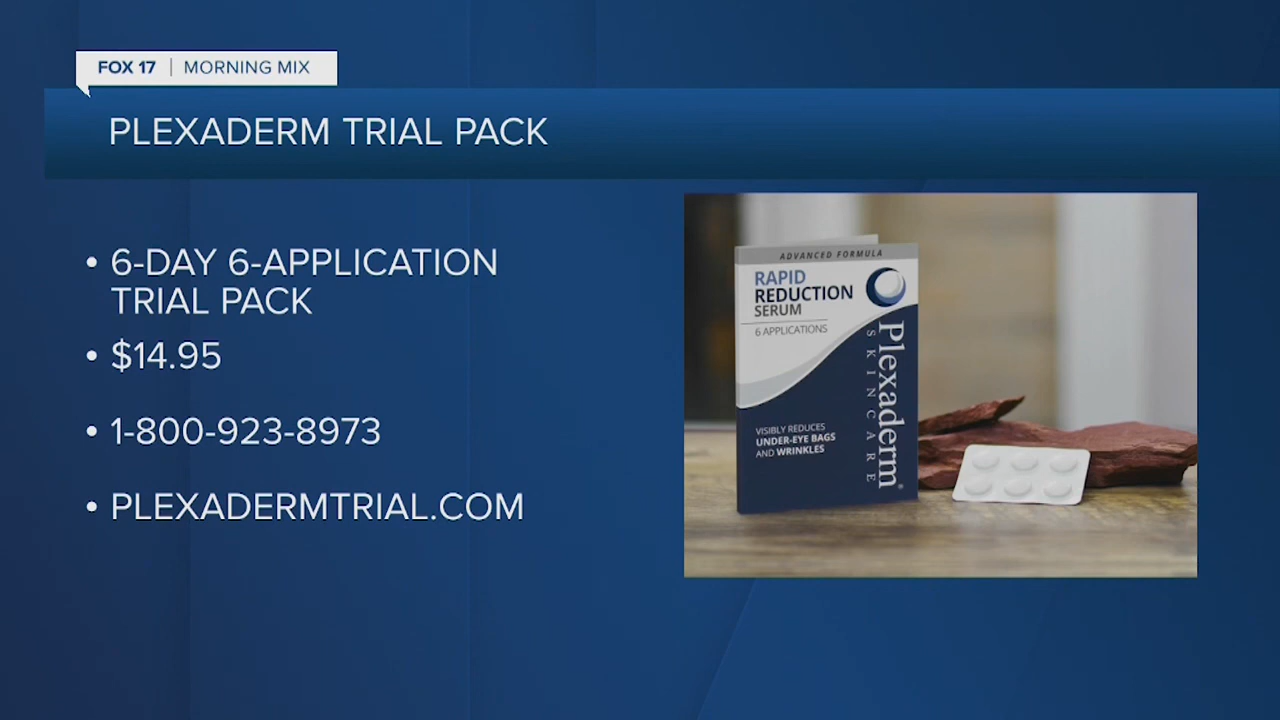 FOX 17 | MORNING MIX
PLEXADERM TRIAL PACK
• 6-DAY 6-APPLICATION
TRIAL PACK
• $14.95
• 1-800-923-8973
• PLEXADERMTRIAL.COM
ADVANCED FORMULA
RAPID
REDUCTION
SERUM
6 APPLICATIONS
Plexaderm®
SKINCARE
VISIBLY REDUCES
UNDER-EYE BAGS
AND WRINKLES